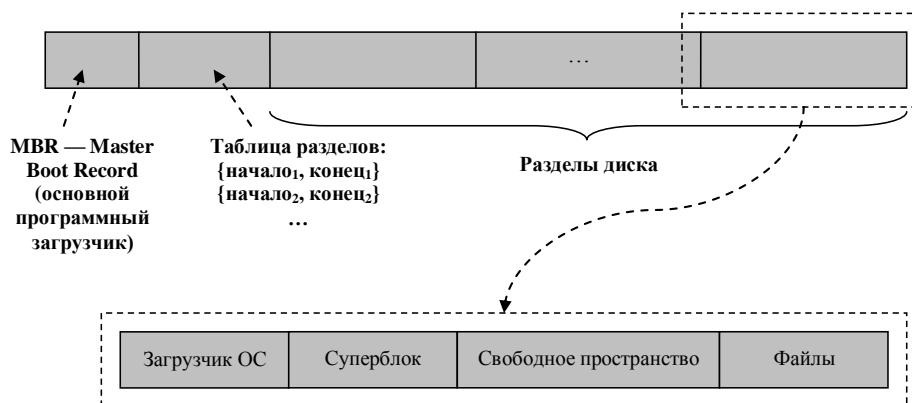 …
MBR — Master
Boot Record
(основной
программный
загрузчик)
Таблица разделов:
{начало₁, конец₁}
{начало₂, конец₂}
…
Разделы диска
Загрузчик ОС
Суперблок
Свободное пространство
Файлы